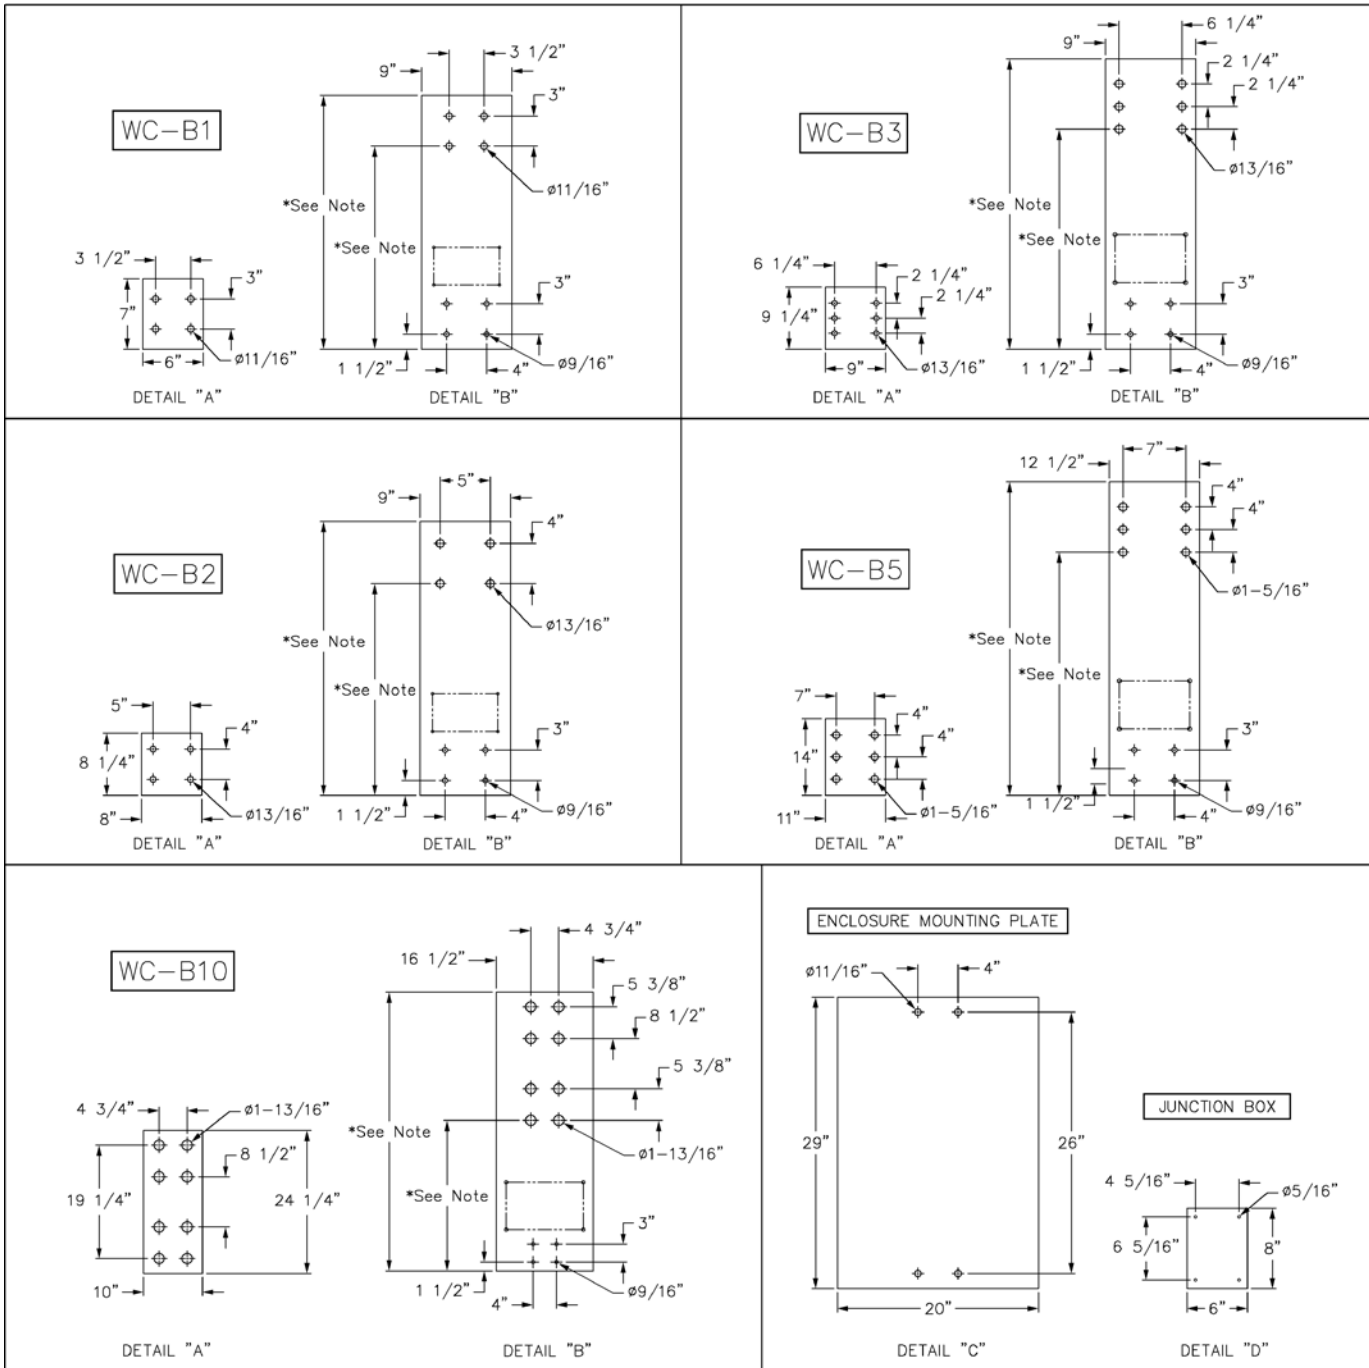 WC-B1
3 1/2"
7"
3"
6"
ø11/16"
DETAIL "A"
3 1/2"
9"
3"
ø11/16"
*See Note
*See Note
3"
1 1/2"
4"
ø9/16"
DETAIL "B"
WC-B3
6 1/4"
2 1/4"
2 1/4"
9 1/4"
9"
ø13/16"
DETAIL "A"
6 1/4"
9"
2 1/4"
2 1/4"
ø13/16"
*See Note
*See Note
3"
1 1/2"
4"
ø9/16"
DETAIL "B"
WC-B2
5"
4"
8 1/4"
8"
ø13/16"
DETAIL "A"
5"
9"
4"
ø13/16"
*See Note
*See Note
3"
1 1/2"
4"
ø9/16"
DETAIL "B"
WC-B5
7"
4"
4"
14"
11"
ø1-5/16"
DETAIL "A"
7"
12 1/2"
4"
4"
ø1-5/16"
*See Note
*See Note
3"
1 1/2"
4"
ø9/16"
DETAIL "B"
WC-B10
4 3/4"
ø1-13/16"
8 1/2"
19 1/4"
24 1/4"
10"
DETAIL "A"
4 3/4"
16 1/2"
5 3/8"
8 1/2"
5 3/8"
ø1-13/16"
*See Note
*See Note
3"
1 1/2"
4"
ø9/16"
DETAIL "B"
ENCLOSURE MOUNTING PLATE
ø11/16"
4"
29"
26"
20"
DETAIL "C"
JUNCTION BOX
4 5/16"
ø5/16"
6 5/16"
8"
6"
DETAIL "D"